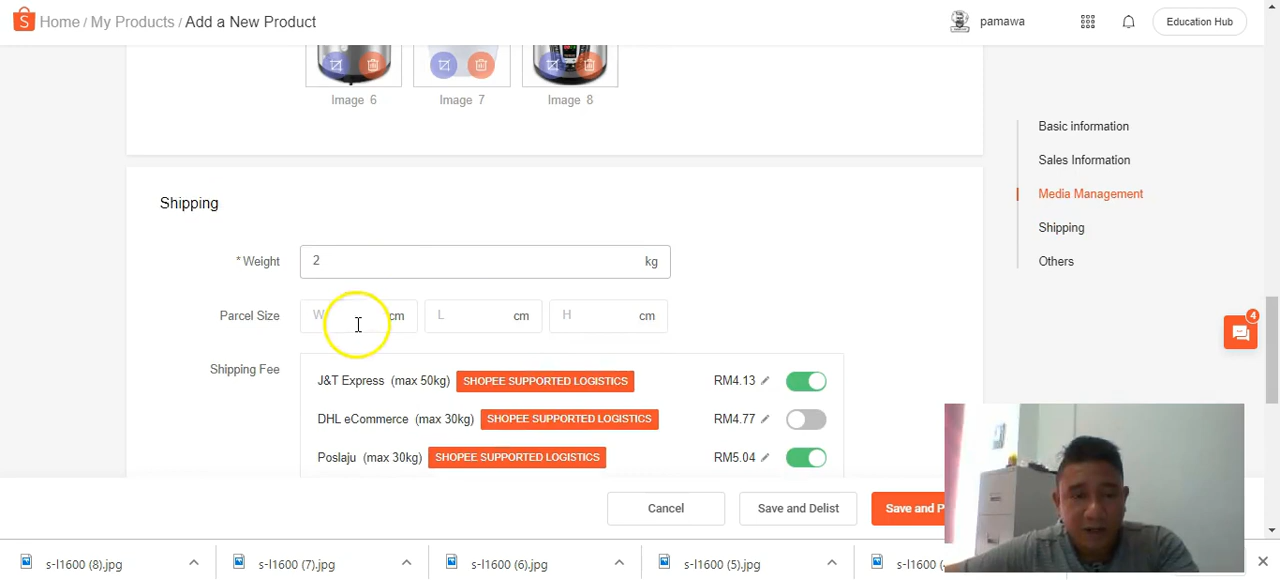 Home / My Products / Add a New Product
pamawa
Education Hub
Image 6
Image 7
Image 8
Basic information
Sales Information
Media Management
Shipping
Others
Shipping
* Weight
2
kg
Parcel Size
W cm
L cm
H cm
Shipping Fee
J&T Express (max 50kg) SHOPEE SUPPORTED LOGISTICS RM4.13
DHL eCommerce (max 30kg) SHOPEE SUPPORTED LOGISTICS RM4.77
Poslaju (max 30kg) SHOPEE SUPPORTED LOGISTICS RM5.04
4
Cancel
Save and Delist
Save and P
s-l1600 (8).jpg
s-l1600 (7).jpg
s-l1600 (6).jpg
s-l1600 (5).jpg
s-l1600 (